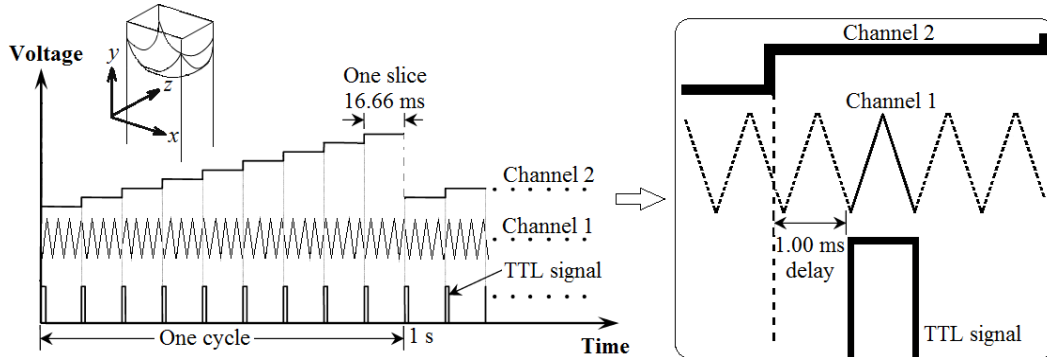 Voltage
y
z
x
One slice
16.66 ms
Channel 2
Channel 1
TTL signal
One cycle
1 s
Time
Channel 2
Channel 1
1.00 ms
delay
TTL signal